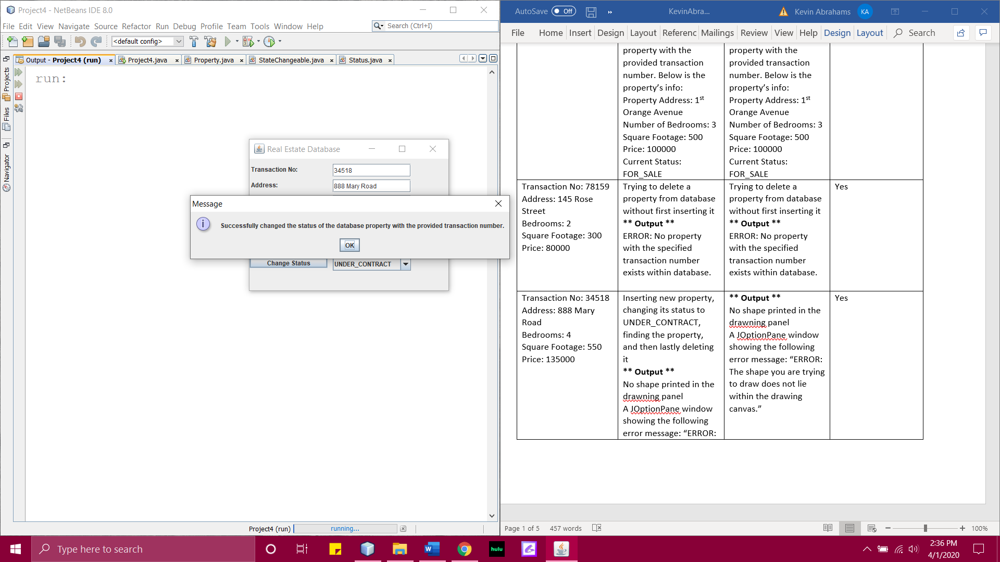 Project4 - NetBeans IDE 8.0
File Edit View Navigate Source Refactor Run Debug Profile Team Tools Window Help
Search (Ctrl+I)
<default config>
Output - Project4 (run)
Project4.java
Property.java
StateChangeable.java
Status.java
Projects
Files
Navigator
run:
Real Estate Database
Transaction No:
34518
Address:
888 Mary Road
Message
Successfully changed the status of the database property with the provided transaction number.
OK
Change Status
UNDER_CONTRACT
Project4 (run)
running...
AutoSave
Off
KevinAbra...
Kevin Abrahams
KA
File Home Insert Design Layout Referenc Mailings Review View Help Design Layout Search
property with the
provided transaction
number. Below is the
property’s info:
Property Address: 1st
Orange Avenue
Number of Bedrooms: 3
Square Footage: 500
Price: 100000
Current Status:
FOR_SALE
property with the
provided transaction
number. Below is the
property’s info:
Property Address: 1st
Orange Avenue
Number of Bedrooms: 3
Square Footage: 500
Price: 100000
Current Status:
FOR_SALE
Transaction No: 78159
Address: 145 Rose
Street
Bedrooms: 2
Square Footage: 300
Price: 80000
Trying to delete a
property from database
without first inserting it
** Output **
ERROR: No property
with the specified
transaction number
exists within database.
Trying to delete a
property from database
without first inserting it
** Output **
ERROR: No property
with the specified
transaction number
exists within database.
Yes
Transaction No: 34518
Address: 888 Mary
Road
Bedrooms: 4
Square Footage: 550
Price: 135000
Inserting new property,
changing its status to
UNDER_CONTRACT,
finding the property,
and then lastly deleting
it
** Output **
No shape printed in the
drawning panel
A JOptionPane window
showing the following
error message: “ERROR:
** Output **
No shape printed in the
drawning panel
A JOptionPane window
showing the following
error message: “ERROR:
The shape you are trying
to draw does not lie
within the drawing
canvas.”
Yes
Page 1 of 5
457 words
100%
Type here to search
hulu
2:36 PM
4/1/2020